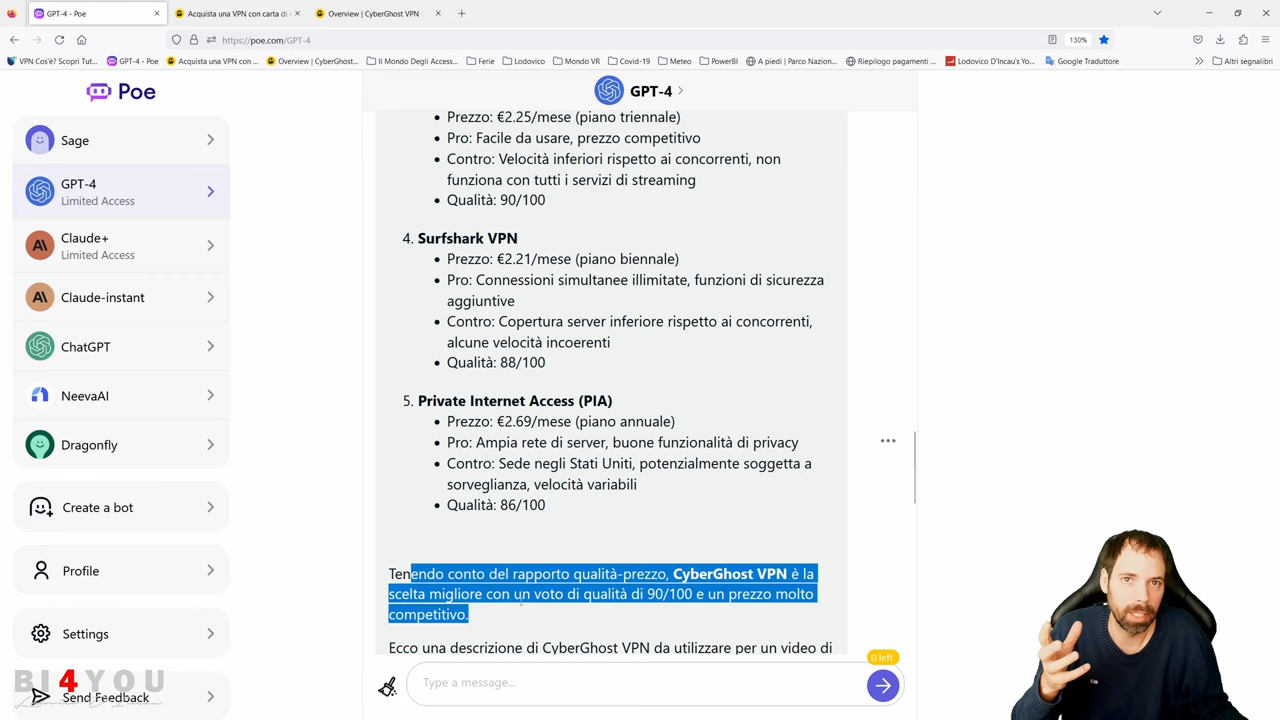 GPT-4 - Poe
Acquista una VPN con carta di c
Overview | CyberGhost VPN
https://poe.com/GPT-4
130%
VPN Cos'è? Scopri Tut...
GPT-4 - Poe
Acquista una VPN con ...
Overview | CyberGhost...
Il Mondo Degli Access...
Ferie
Lodovico
Mondo VR
Covid-19
Meteo
PowerBI
A piedi | Parco Nazion...
Riepilogo pagamenti ...
Lodovico D'Incau's Yo...
Google Traduttore
Altri segnalibri
Poe
Sage
GPT-4
Limited Access
Claude+
Limited Access
Claude-instant
ChatGPT
NeevaAI
Dragonfly
Create a bot
Profile
Settings
Send Feedback
BI4YOU
GPT-4
• Prezzo: €2.25/mese (piano triennale)
• Pro: Facile da usare, prezzo competitivo
• Contro: Velocità inferiori rispetto ai concorrenti, non
funziona con tutti i servizi di streaming
• Qualità: 90/100
4. Surfshark VPN
• Prezzo: €2.21/mese (piano biennale)
• Pro: Connessioni simultanee illimitate, funzioni di sicurezza
aggiuntive
• Contro: Copertura server inferiore rispetto ai concorrenti,
alcune velocità incoerenti
• Qualità: 88/100
5. Private Internet Access (PIA)
• Prezzo: €2.69/mese (piano annuale)
• Pro: Ampia rete di server, buone funzionalità di privacy
• Contro: Sede negli Stati Uniti, potenzialmente soggetta a
sorveglianza, velocità variabili
• Qualità: 86/100
Tenendo conto del rapporto qualità-prezzo, CyberGhost VPN è la
scelta migliore con un voto di qualità di 90/100 e un prezzo molto
competitivo.
Ecco una descrizione di CyberGhost VPN da utilizzare per un video di
0 left
Type a message...